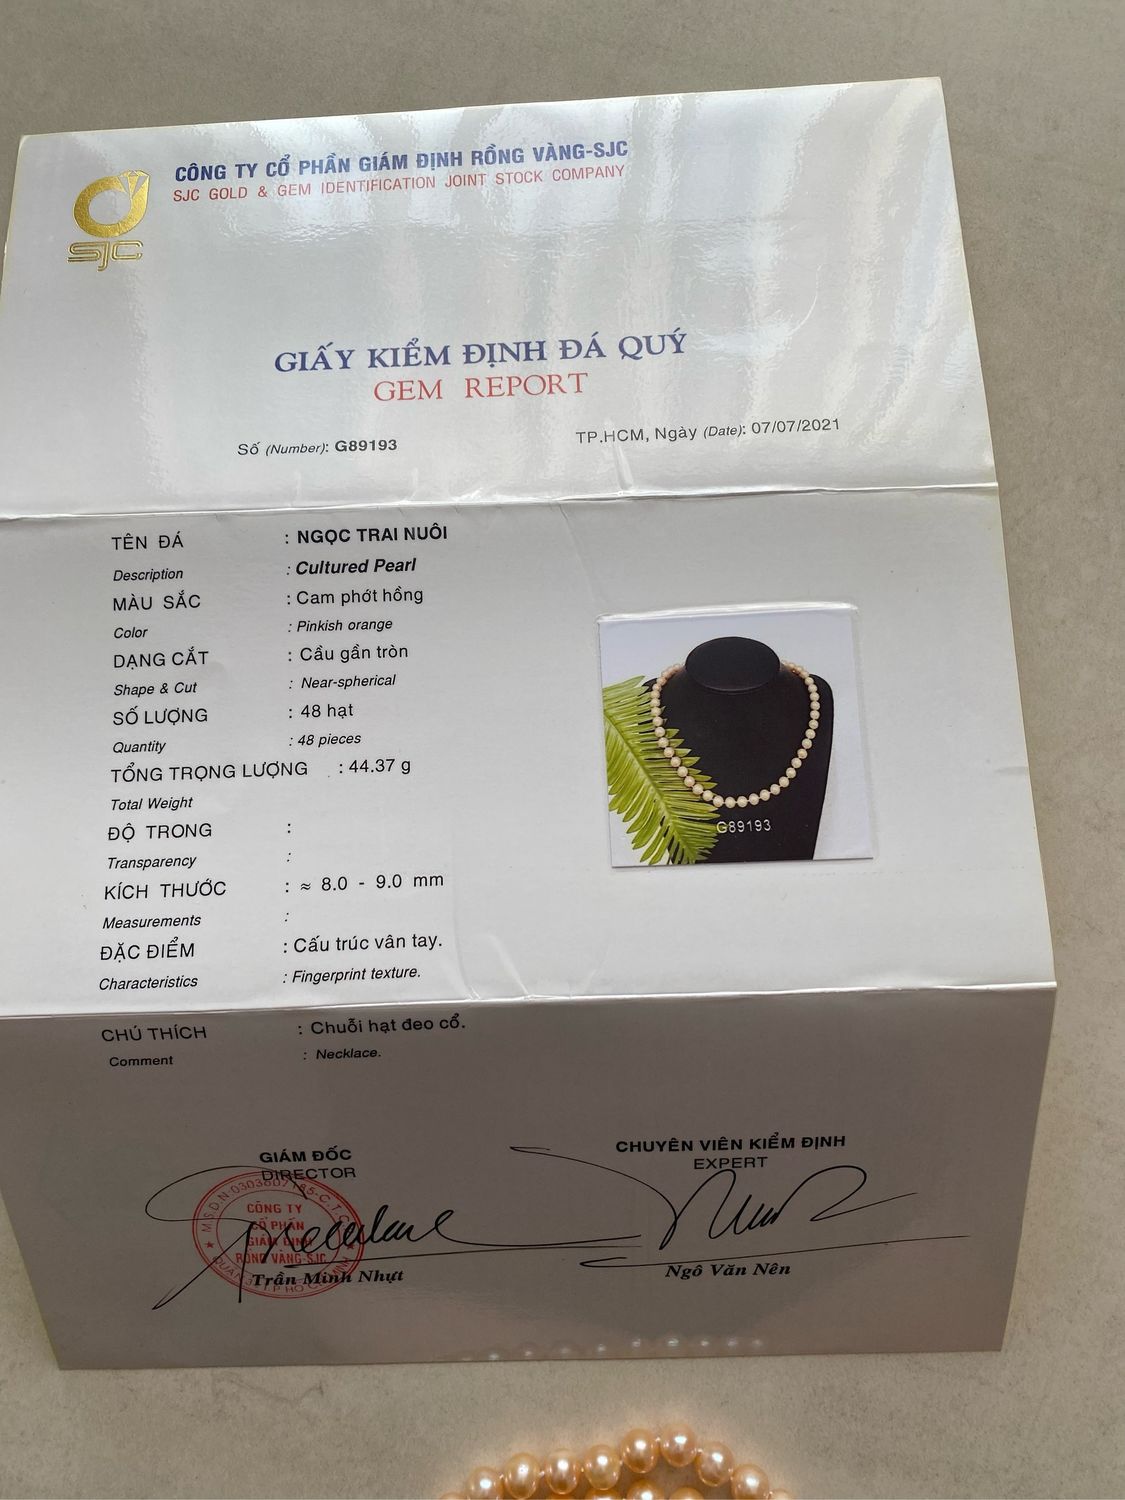 CÔNG TY CỔ PHẦN GIÁM ĐỊNH RỒNG VÀNG-SJC
SJC GOLD & GEM IDENTIFICATION JOINT STOCK COMPANY
SJC
GIẤY KIỂM ĐỊNH ĐÁ QUÝ
GEM REPORT
Số (Number): G89193
TP.HCM, Ngày (Date): 07/07/2021
TÊN ĐÁ : NGỌC TRAI NUÔI
Description : Cultured Pearl
MÀU SẮC : Cam phớt hồng
Color : Pinkish orange
DẠNG CẮT : Cầu gần tròn
Shape & Cut : Near-spherical
SỐ LƯỢNG : 48 hạt
Quantity : 48 pieces
TỔNG TRỌNG LƯỢNG : 44.37 g
Total Weight
ĐỘ TRONG :
Transparency :
KÍCH THƯỚC : ≈ 8.0 - 9.0 mm
Measurements :
ĐẶC ĐIỂM : Cấu trúc vân tay.
Characteristics : Fingerprint texture.
G89193
CHÚ THÍCH : Chuỗi hạt đeo cổ.
Comment : Necklace.
GIÁM ĐỐC
DIRECTOR
CHUYÊN VIÊN KIỂM ĐỊNH
EXPERT
CÔNG TY
CỔ PHẦN
GIÁM ĐỊNH
RỒNG VÀNG-SJC
Trần Minh Nhựt
Ngô Văn Nên